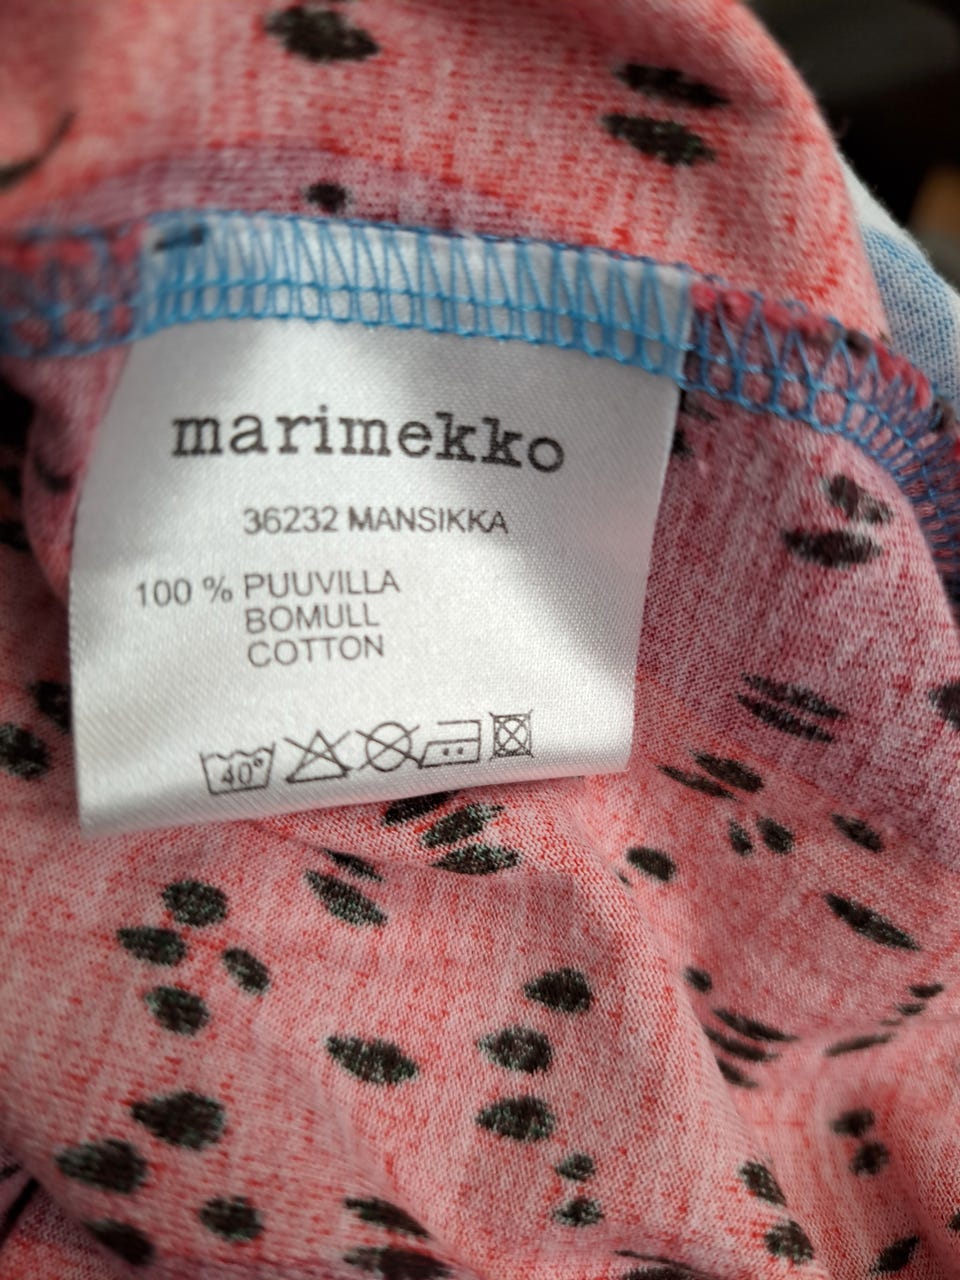 marimekko
36232 MANSIKKA
100 % PUUVILLA
BOMULL
COTTON
40°